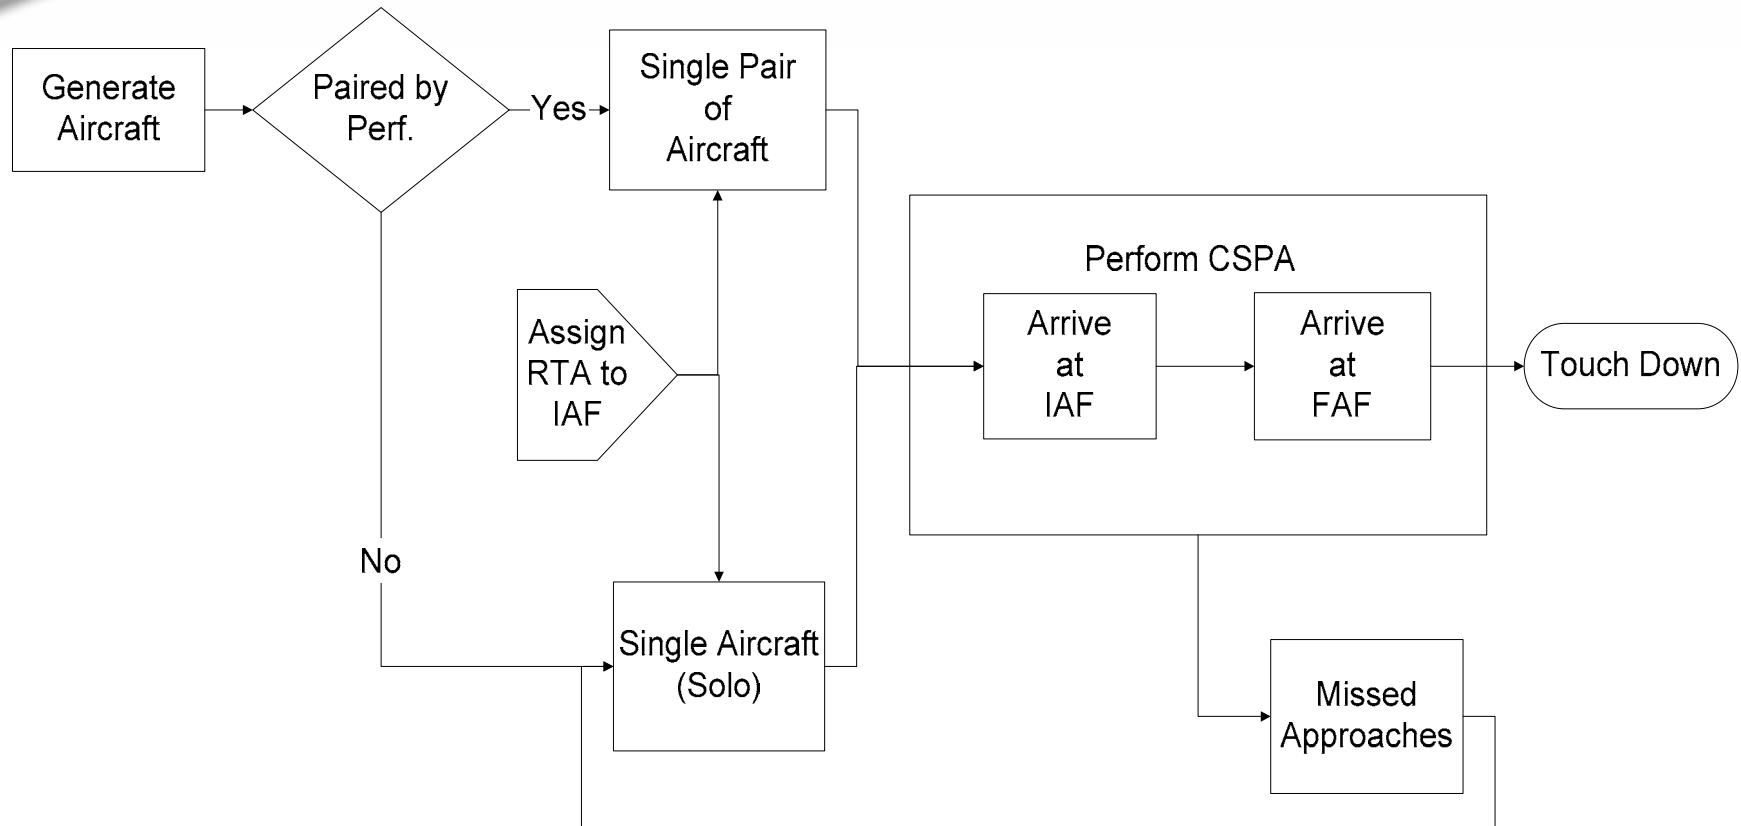 Generate
Aircraft
Paired by
Perf.
Yes
Single Pair
of
Aircraft
Assign
RTA to
IAF
No
Single Aircraft
(Solo)
Perform CSPA
Arrive
at
IAF
Arrive
at
FAF
Touch Down
Missed
Approaches